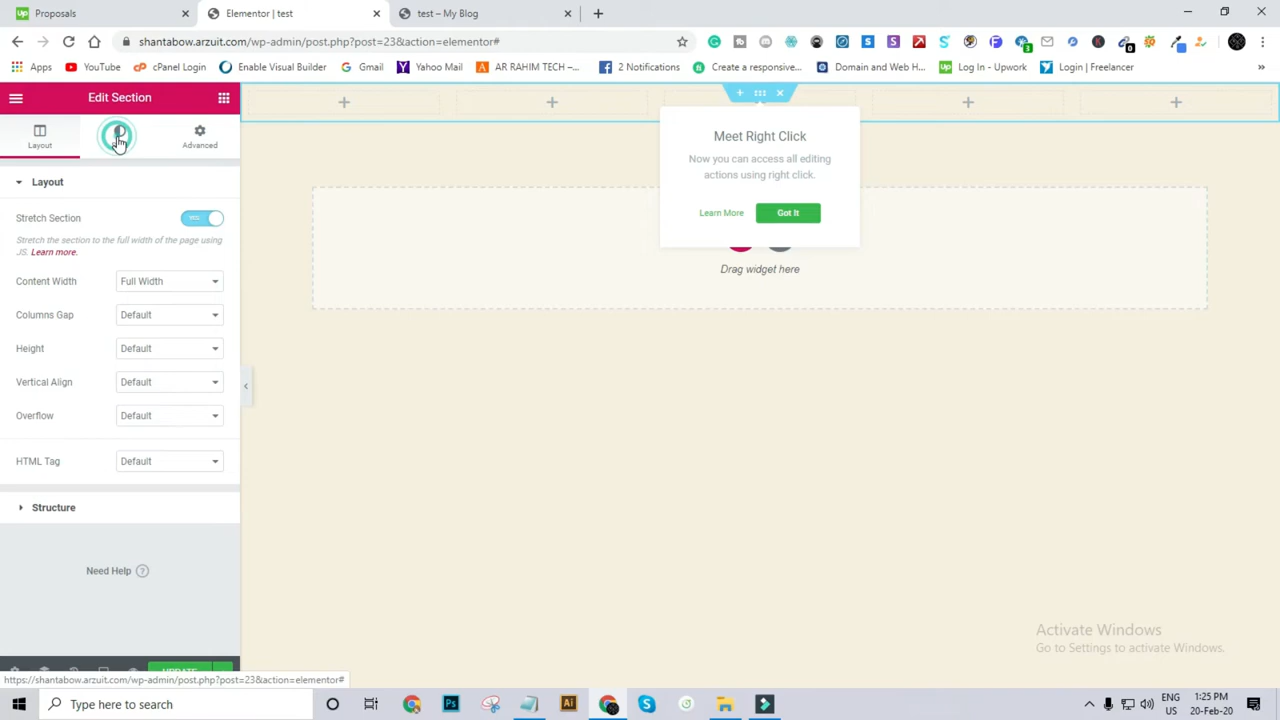 Proposals
Elementor | test
test – My Blog
shantabow.arzuit.com/wp-admin/post.php?post=23&action=elementor#
Apps
YouTube
cPanel Login
Enable Visual Builder
Gmail
Yahoo Mail
AR RAHIM TECH –...
2 Notifications
Create a responsive...
Domain and Web H...
Log In - Upwork
Login | Freelancer
»
Edit Section
Layout
Advanced
Meet Right Click
Now you can access all editing
actions using right click.
Learn More
Got It
Drag widget here
Layout
Stretch Section
YES
Stretch the section to the full width of the page using
JS. Learn more.
Content Width
Full Width
Columns Gap
Default
Height
Default
Vertical Align
Default
Overflow
Default
HTML Tag
Default
Structure
Need Help
UPDATE
https://shantabow.arzuit.com/wp-admin/post.php?post=23&action=elementor#
Activate Windows
Go to Settings to activate Windows.
Type here to search
ENG
US
1:25 PM
20-Feb-20